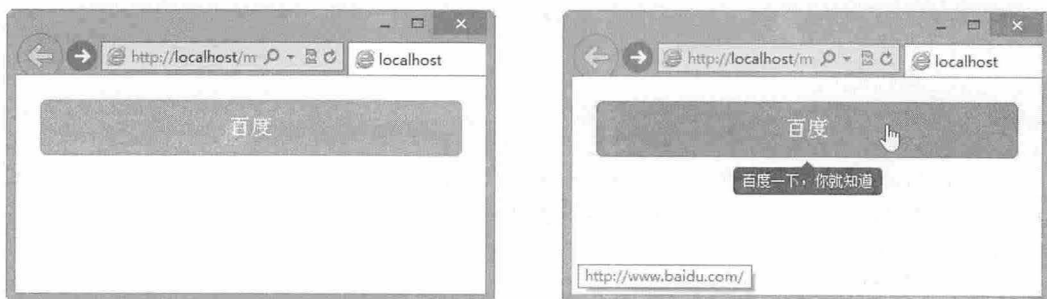 http://localhost/m
localhost
百度
http://localhost/m
localhost
百度
百度一下，你就知道
http://www.baidu.com/